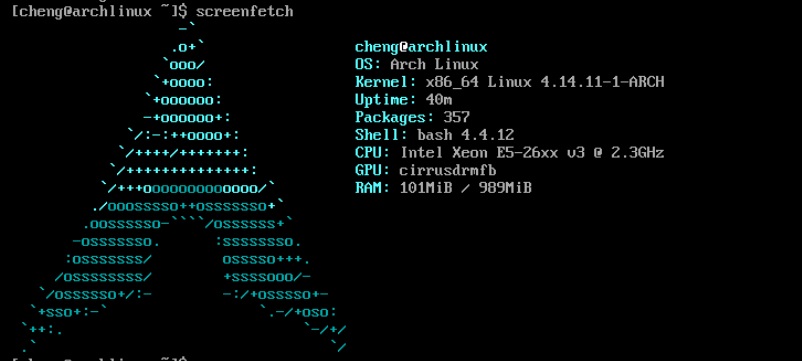 [cheng@archlinux ~]$ screenfetch
-`
.o+` cheng@archlinux
`ooo/ OS: Arch Linux
`+oooo: Kernel: x86_64 Linux 4.14.11-1-ARCH
`+oooooo: Uptime: 40m
-+oooooo+: Packages: 357
`/:-:++oooo+: Shell: bash 4.4.12
`/++++/+++++++: CPU: Intel Xeon E5-26xx v3 @ 2.3GHz
`/++++++++++++++: GPU: cirrusdrmfb
`/+++ooooooooooooo/` RAM: 101MiB / 989MiB
./ooosssso++osssssso+`
.oossssso-````/ossssss+`
-osssssso. :ssssssso.
:osssssss/ osssso+++.
/ossssssss/ +ssssooo/-
`/ossssso+/:- -:/+osssso+-
`+sso+:-` `.-/+oso:
`++:. `-/+/
.` `/
[cheng@archlinux ~]$